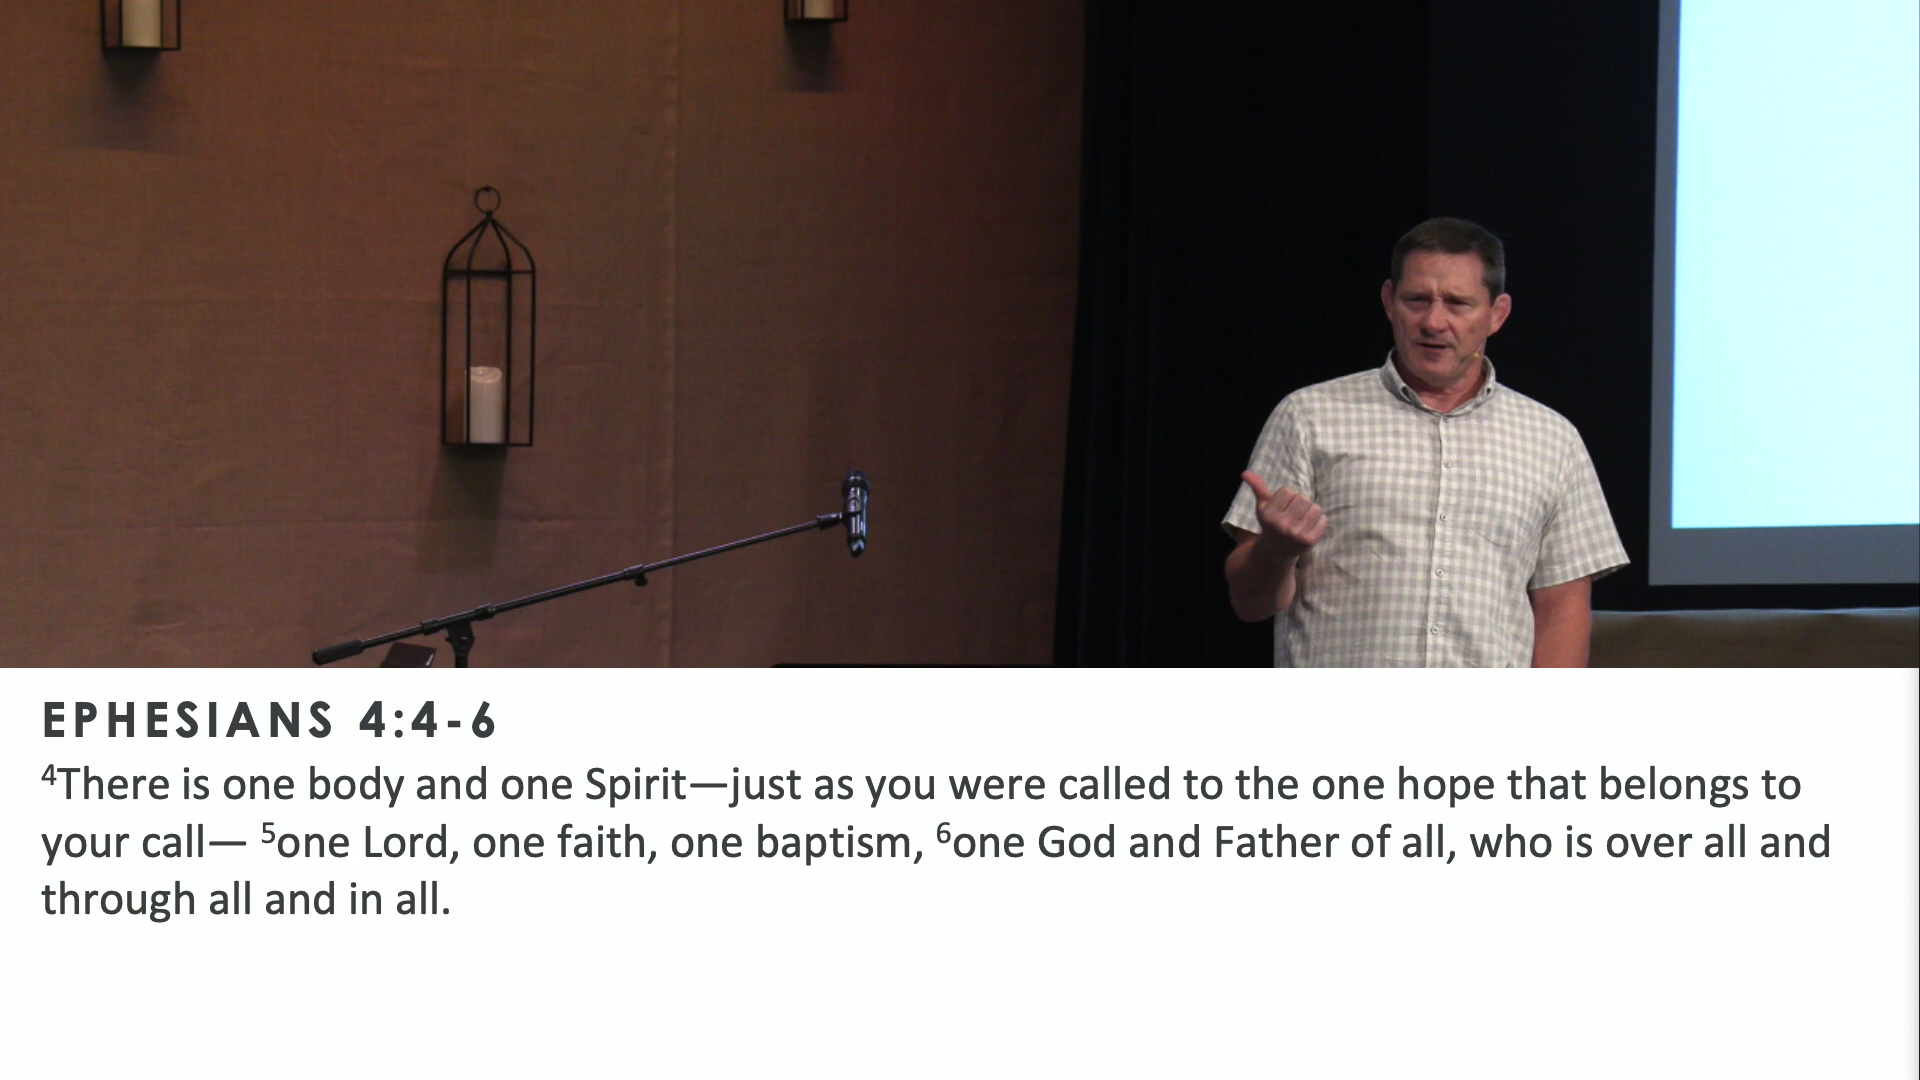 EPHESIANS 4:4-6
⁴There is one body and one Spirit—just as you were called to the one hope that belongs to
your call— ⁵one Lord, one faith, one baptism, ⁶one God and Father of all, who is over all and
through all and in all.